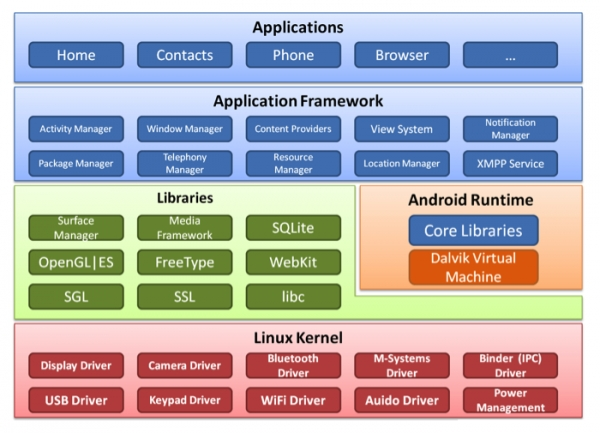 Applications
Home
Contacts
Phone
Browser
...
Application Framework
Activity Manager
Window Manager
Content Providers
View System
Notification
Manager
Package Manager
Telephony
Manager
Resource
Manager
Location Manager
XMPP Service
Libraries
Surface
Manager
Media
Framework
SQLite
OpenGL|ES
FreeType
WebKit
SGL
SSL
libc
Android Runtime
Core Libraries
Dalvik Virtual
Machine
Linux Kernel
Display Driver
Camera Driver
Bluetooth
Driver
M-Systems
Driver
Binder (IPC)
Driver
USB Driver
Keypad Driver
WiFi Driver
Auido Driver
Power
Management